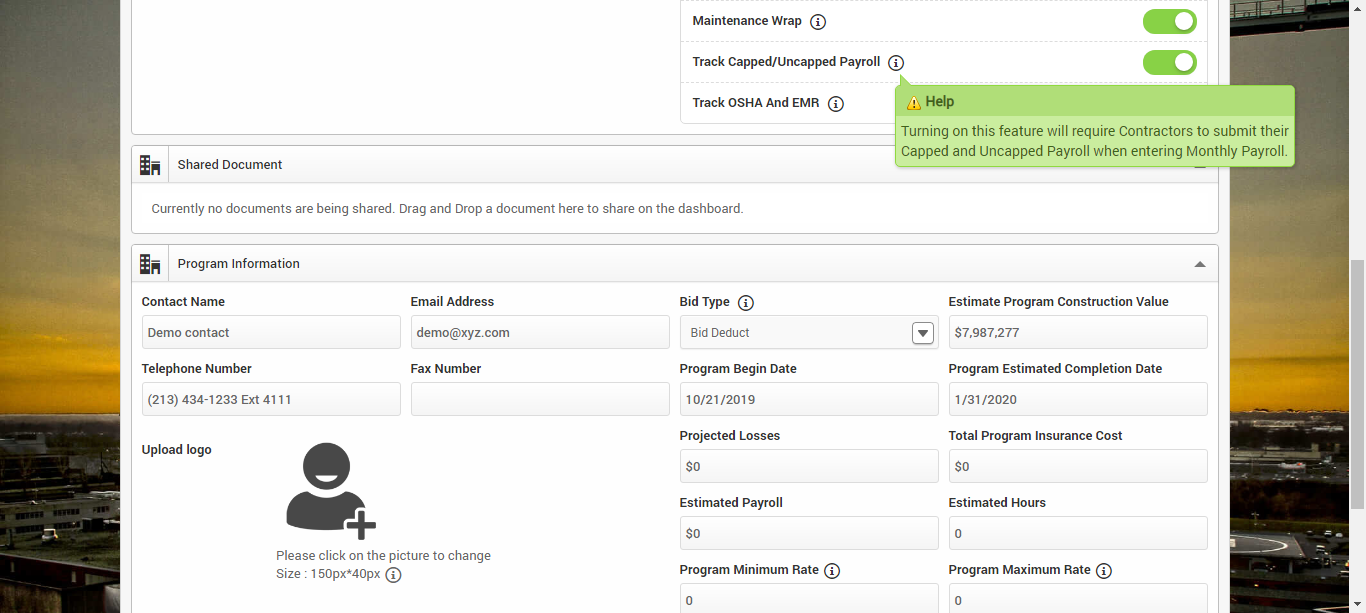 Maintenance Wrap
Track Capped/Uncapped Payroll
Track OSHA And EMR
Help
Turning on this feature will require Contractors to submit their
Capped and Uncapped Payroll when entering Monthly Payroll.
Shared Document
Currently no documents are being shared. Drag and Drop a document here to share on the dashboard.
Program Information
Contact Name
Demo contact
Email Address
demo@xyz.com
Bid Type
Bid Deduct
Estimate Program Construction Value
$7,987,277
Telephone Number
(213) 434-1233 Ext 4111
Fax Number
Program Begin Date
10/21/2019
Program Estimated Completion Date
1/31/2020
Upload logo
Please click on the picture to change
Size : 150px*40px
Projected Losses
$0
Total Program Insurance Cost
$0
Estimated Payroll
$0
Estimated Hours
0
Program Minimum Rate
0
Program Maximum Rate
0